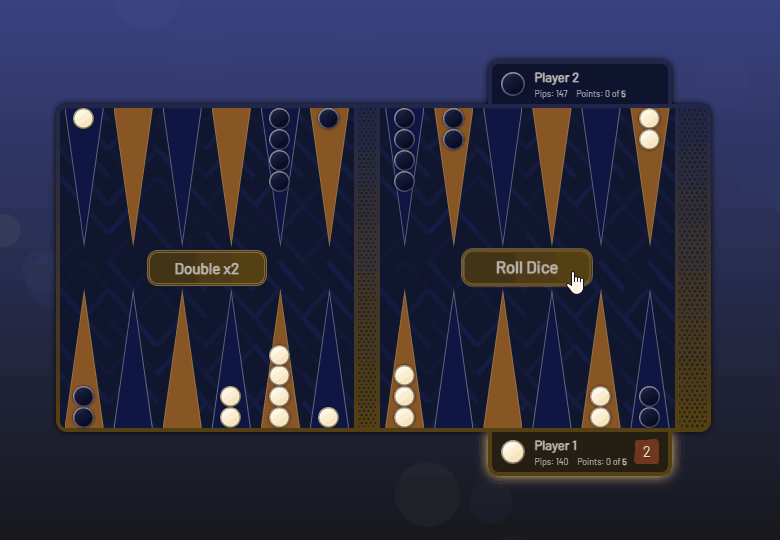 Player 2
Pips: 147 Points: 0 of 5
Double x2
Roll Dice
Player 1
Pips: 140 Points: 0 of 5
2